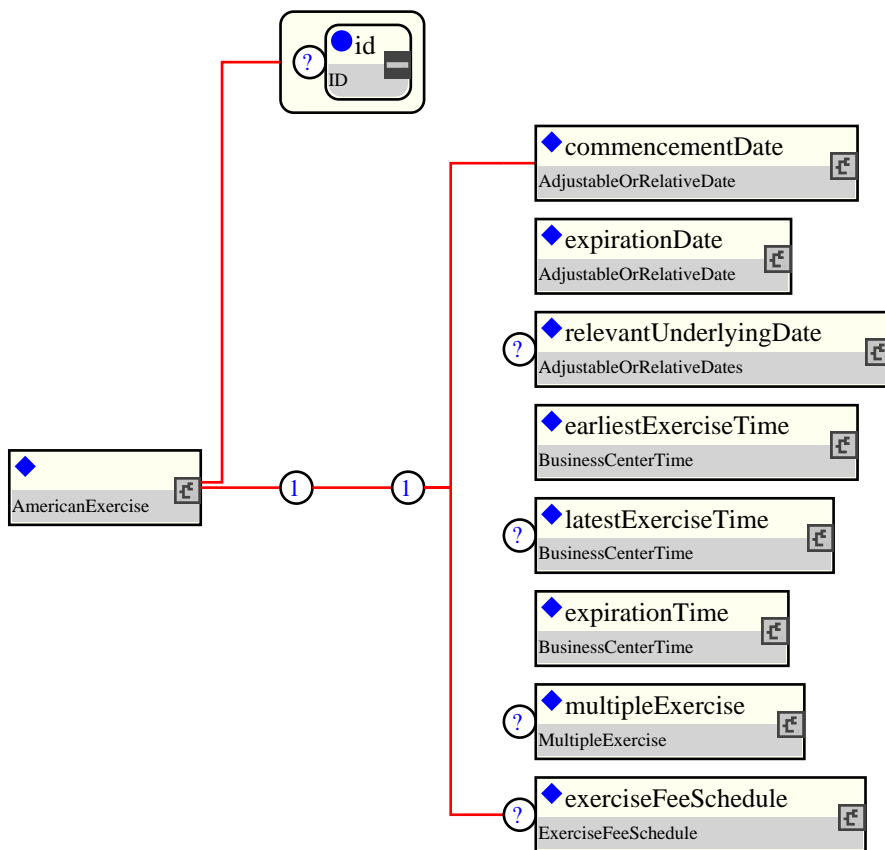 id
?
ID
commencementDate
AdjustableOrRelativeDate
expirationDate
AdjustableOrRelativeDate
relevantUnderlyingDate
?
AdjustableOrRelativeDates
earliestExerciseTime
BusinessCenterTime
AmericanExercise
1
1
latestExerciseTime
?
BusinessCenterTime
expirationTime
BusinessCenterTime
multipleExercise
?
MultipleExercise
exerciseFeeSchedule
?
ExerciseFeeSchedule